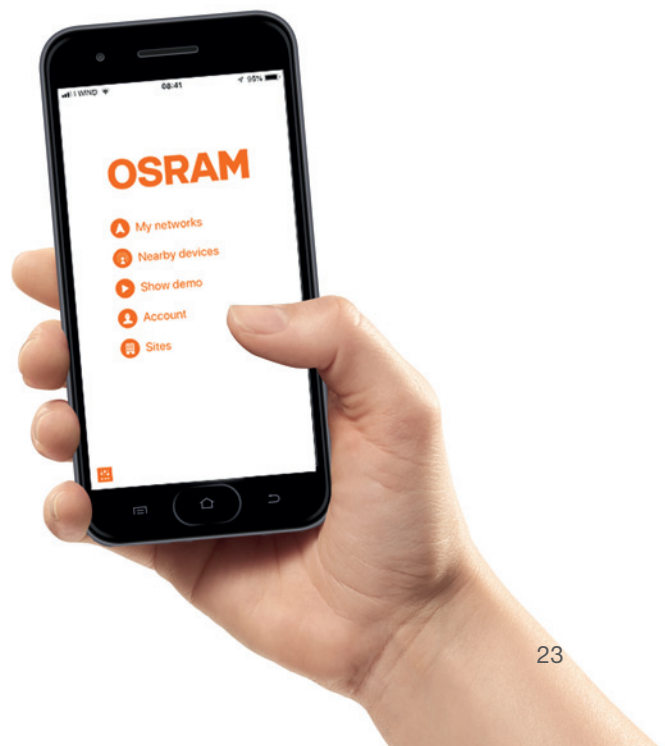 I WIND
08:41
95%
OSRAM
My networks
Nearby devices
Show demo
Account
Sites
23